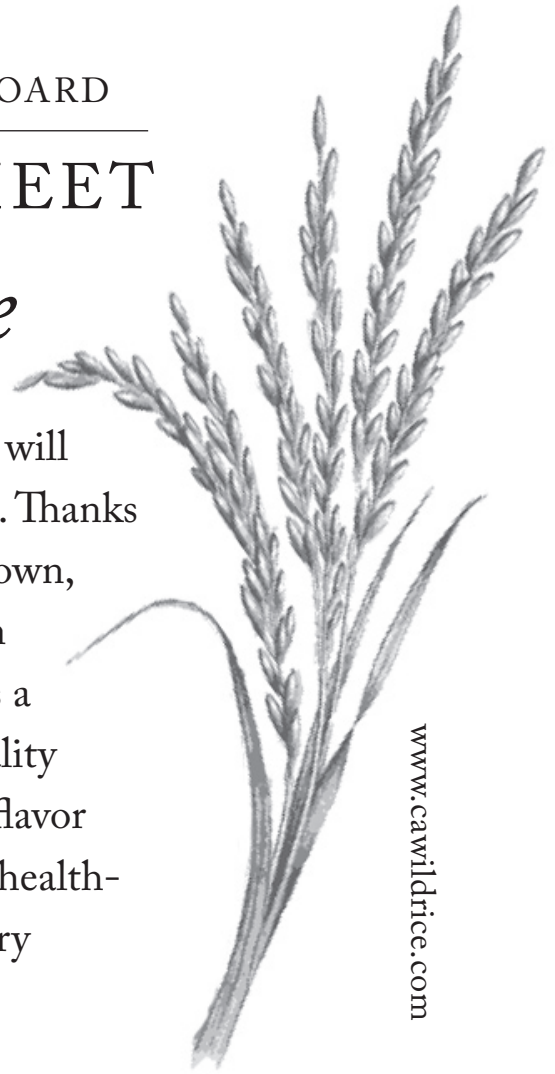 OARD
EET
e
will
. Thanks
own,
n
s a
lity
flavor
health-
ry
www.cawildrice.com